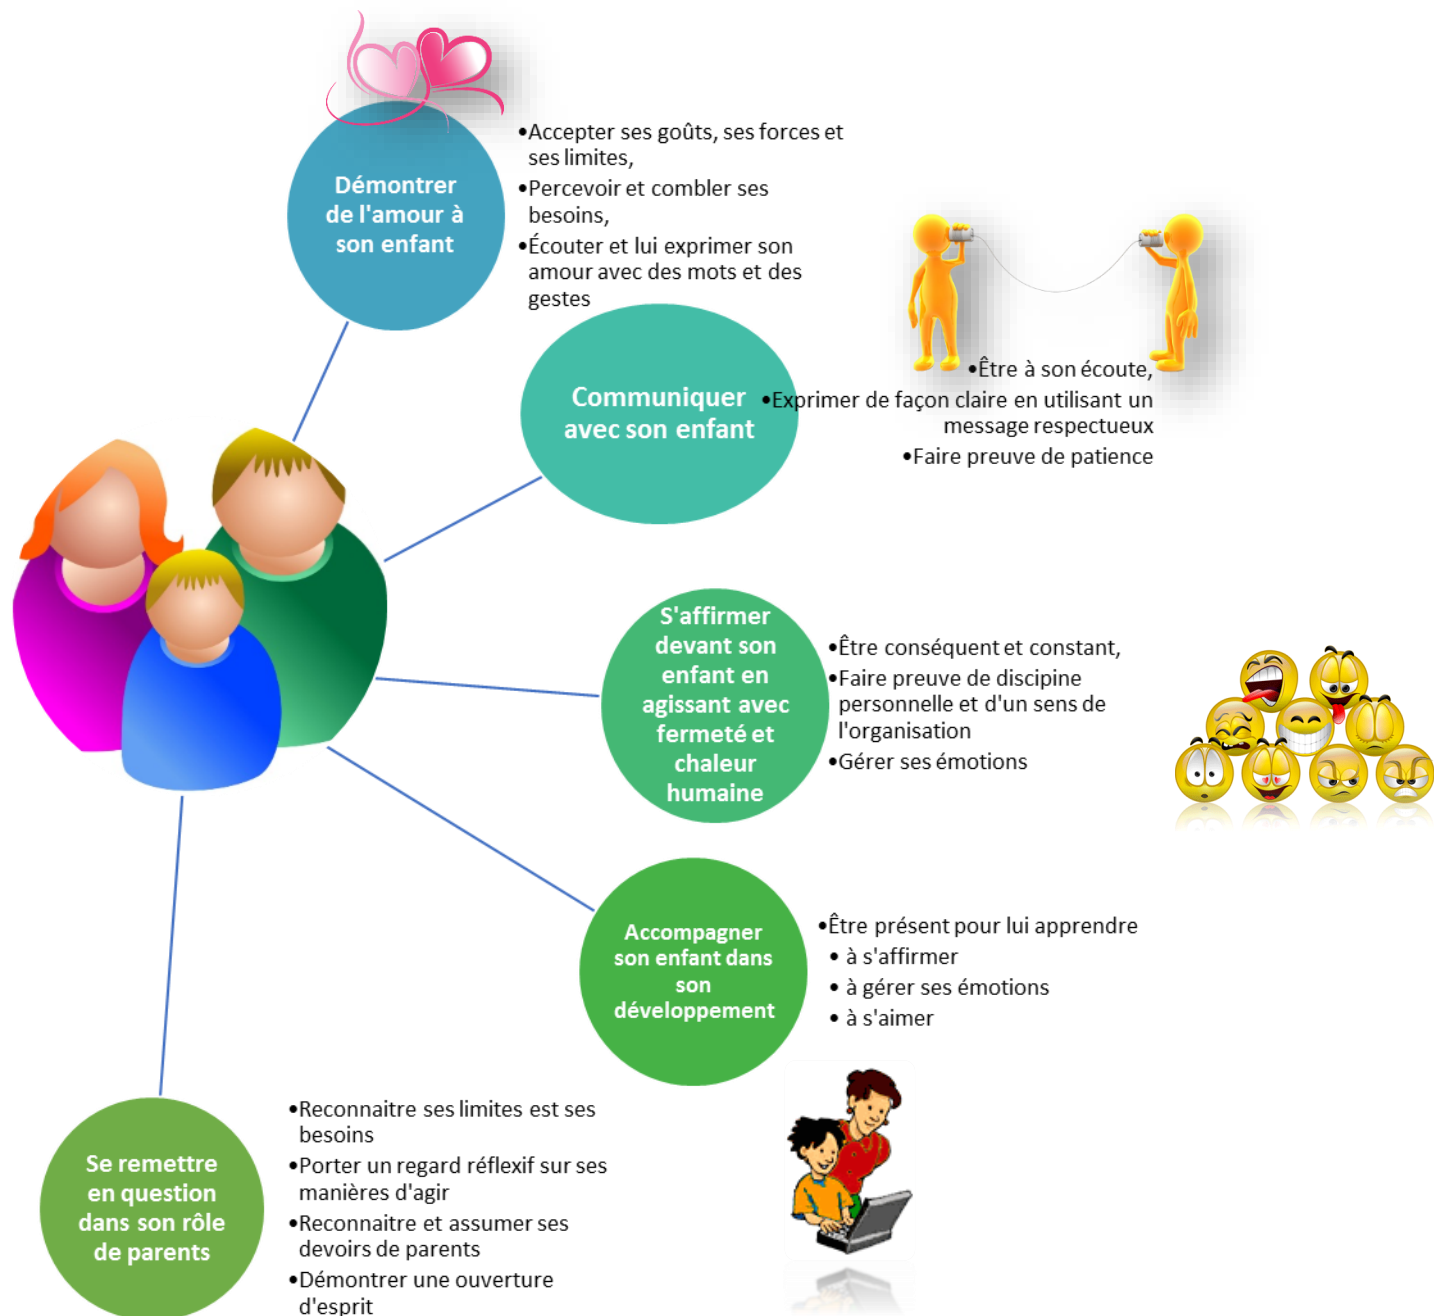 Démontrer
de l'amour à
son enfant
•Accepter ses goûts, ses forces et
ses limites,
•Percevoir et combler ses
besoins,
•Écouter et lui exprimer son
amour avec des mots et des
gestes
Communiquer
avec son enfant
•Être à son écoute,
•Exprimer de façon claire en utilisant un
message respectueux
•Faire preuve de patience
S'affirmer
devant son
enfant en
agissant avec
fermeté et
chaleur
humaine
•Être conséquent et constant,
•Faire preuve de discipine
personnelle et d'un sens de
l'organisation
•Gérer ses émotions
Accompagner
son enfant dans
son
développement
•Être présent pour lui apprendre
• à s'affirmer
• à gérer ses émotions
• à s'aimer
Se remettre
en question
dans son rôle
de parents
•Reconnaitre ses limites est ses
besoins
•Porter un regard réflexif sur ses
manières d'agir
•Reconnaitre et assumer ses
devoirs de parents
•Démontrer une ouverture
d'esprit